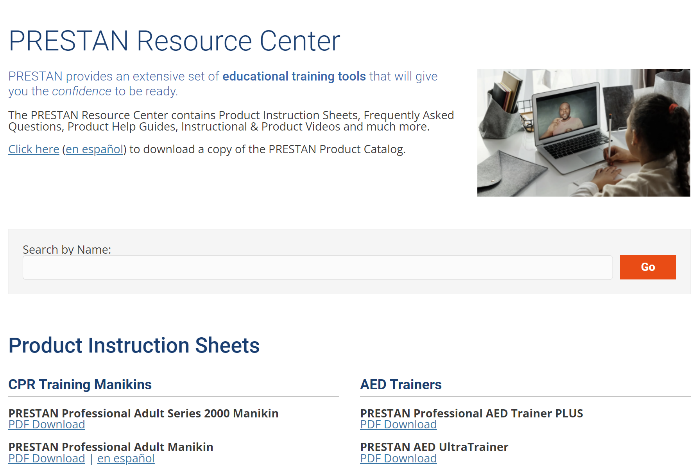 PRESTAN Resource Center
PRESTAN provides an extensive set of educational training tools that will give
you the confidence to be ready.
The PRESTAN Resource Center contains Product Instruction Sheets, Frequently Asked
Questions, Product Help Guides, Instructional & Product Videos and much more.
Click here (en español) to download a copy of the PRESTAN Product Catalog.
Search by Name:
Go
Product Instruction Sheets
CPR Training Manikins
PRESTAN Professional Adult Series 2000 Manikin
PDF Download
PRESTAN Professional Adult Manikin
PDF Download | en español
AED Trainers
PRESTAN Professional AED Trainer PLUS
PDF Download
PRESTAN AED UltraTrainer
PDF Download